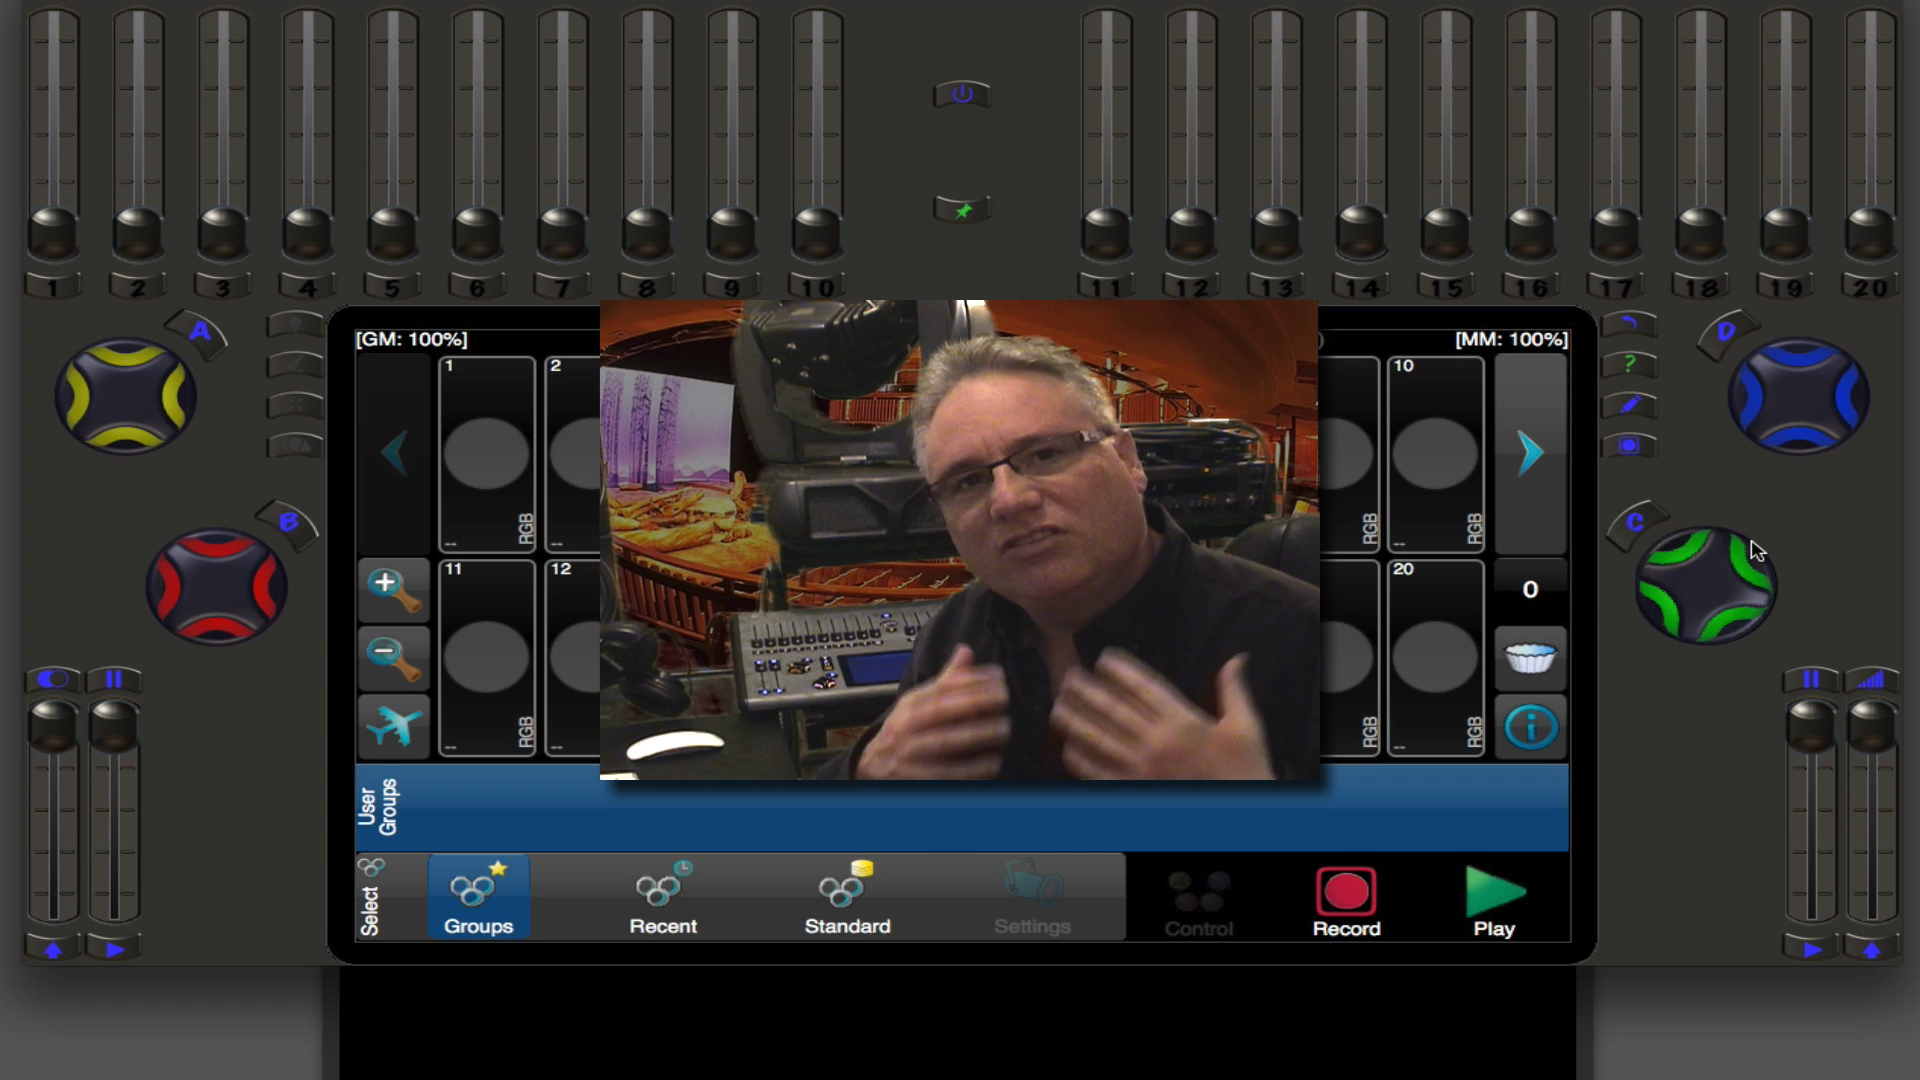 1 2 3 4 5 6 7 8 9 10 11 12 13 14 15 16 17 18 19 20
A D
[GM: 100%] ) [MM: 100%]
1 2 10
?
RGB RGB RGB
-- -- --
B C
11 12 20
0
RGB RGB RGB
-- -- --
i
User
Groups
Select
Groups Recent Standard Settings Control Record Play